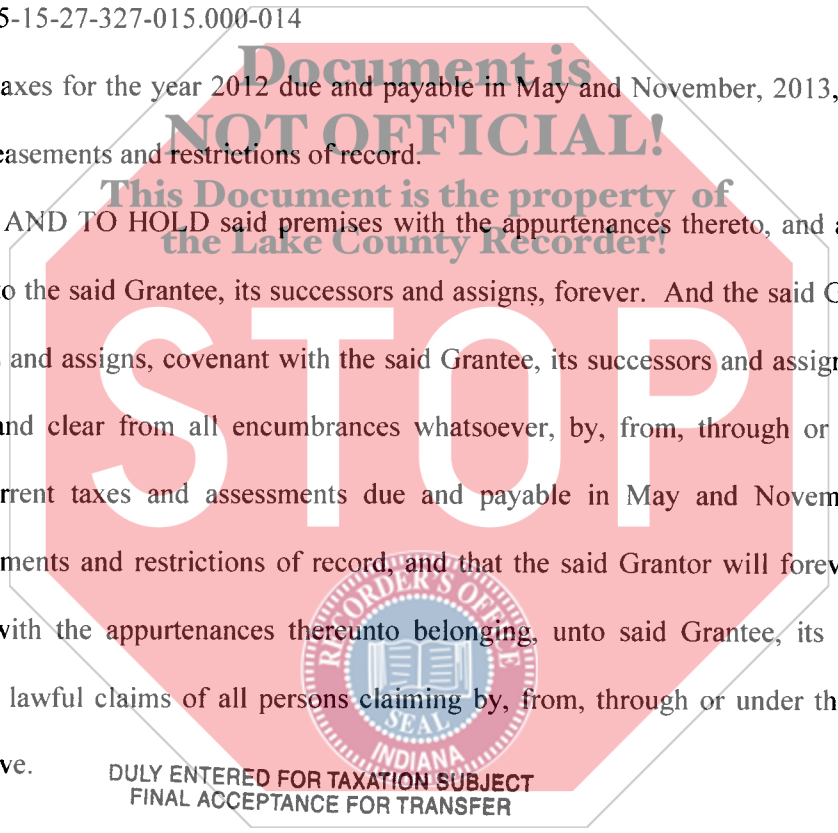 5-15-27-327-015.000-014
Document is
axes for the year 2012 due and payable in May and November, 2013,
NOT OFFICIAL!
easements and restrictions of record.
This Document is the property of
AND TO HOLD said premises with the appurtenances thereto, and a
the Lake County Recorder!
o the said Grantee, its successors and assigns, forever. And the said G
and assigns, covenant with the said Grantee, its successors and assign
STOP
and clear from all encumbrances whatsoever, by, from, through or
rrent taxes and assessments due and payable in May and Novem
ments and restrictions of record, and that the said Grantor will forev
RECORDER'S OFFICE
with the appurtenances thereunto belonging, unto said Grantee, its
lawful claims of all persons claiming by, from, through or under th
SEAL
INDIANA
ve.
DULY ENTERED FOR TAXATION SUBJECT
FINAL ACCEPTANCE FOR TRANSFER